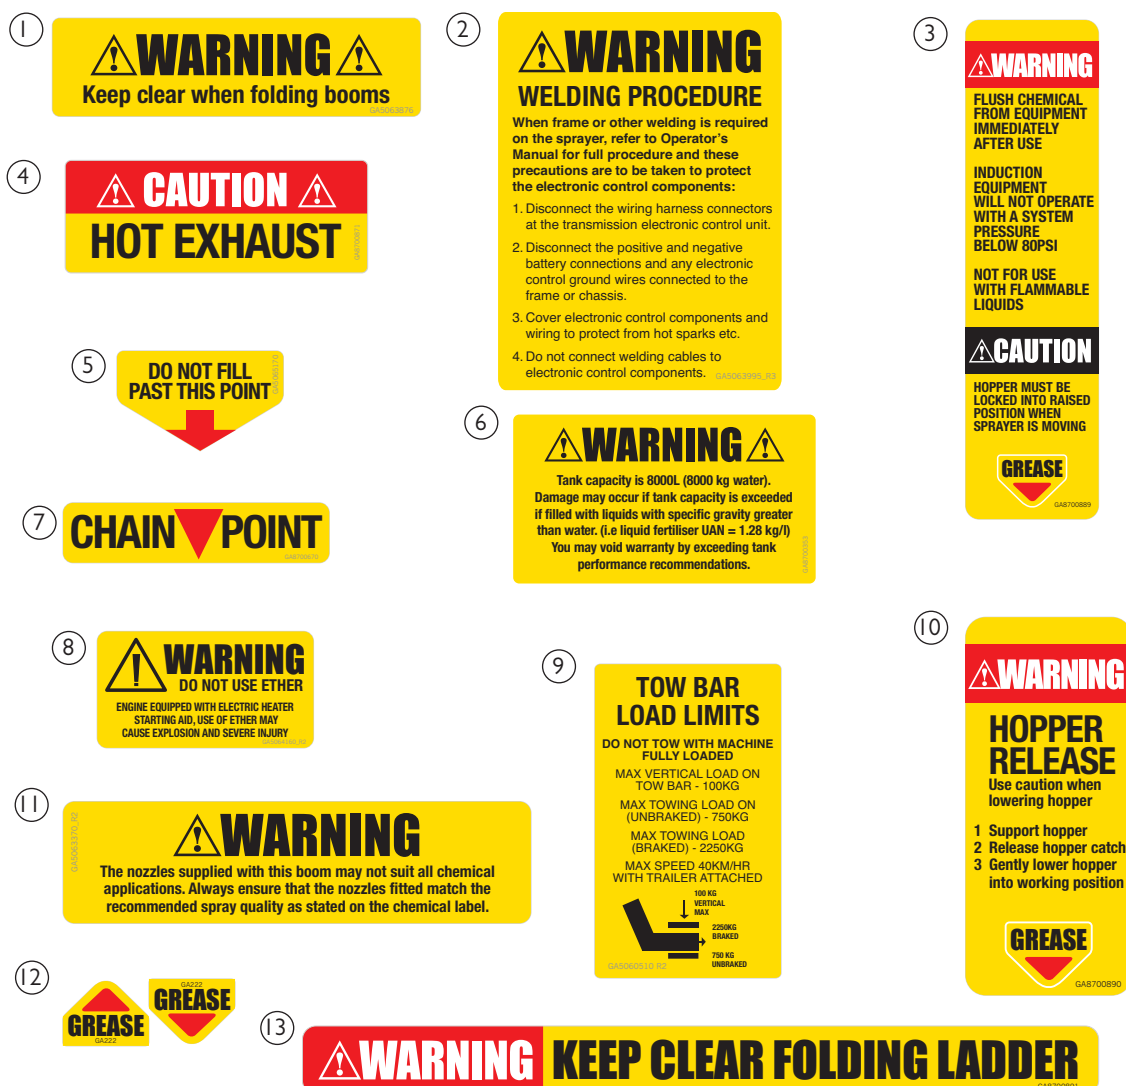 1
WARNING
Keep clear when folding booms
GA5063876
2
WARNING
WELDING PROCEDURE
When frame or other welding is required
on the sprayer, refer to Operator's
Manual for full procedure and these
precautions are to be taken to protect
the electronic control components:
1. Disconnect the wiring harness connectors
at the transmission electronic control unit.
2. Disconnect the positive and negative
battery connections and any electronic
control ground wires connected to the
frame or chassis.
3. Cover electronic control components and
wiring to protect from hot sparks etc.
4. Do not connect welding cables to
electronic control components.
GA5063995_R3
3
WARNING
FLUSH CHEMICAL
FROM EQUIPMENT
IMMEDIATELY
AFTER USE
INDUCTION
EQUIPMENT
WILL NOT OPERATE
WITH A SYSTEM
PRESSURE
BELOW 80PSI
NOT FOR USE
WITH FLAMMABLE
LIQUIDS
CAUTION
HOPPER MUST BE
LOCKED INTO RAISED
POSITION WHEN
SPRAYER IS MOVING
GREASE
GA8700889
4
CAUTION
HOT EXHAUST
GA8700871
5
DO NOT FILL
PAST THIS POINT
GA5065170
6
WARNING
Tank capacity is 8000L (8000 kg water).
Damage may occur if tank capacity is exceeded
if filled with liquids with specific gravity greater
than water. (i.e liquid fertiliser UAN = 1.28 kg/l)
You may void warranty by exceeding tank
performance recommendations.
GA8700353
7
CHAIN POINT
GA8700870
8
WARNING
DO NOT USE ETHER
ENGINE EQUIPPED WITH ELECTRIC HEATER
STARTING AID, USE OF ETHER MAY
CAUSE EXPLOSION AND SEVERE INJURY
9
TOW BAR
LOAD LIMITS
DO NOT TOW WITH MACHINE
FULLY LOADED
MAX VERTICAL LOAD ON
TOW BAR - 100KG
MAX TOWING LOAD ON
(UNBRAKED) - 750KG
MAX TOWING LOAD
(BRAKED) - 2250KG
MAX SPEED 40KM/HR
WITH TRAILER ATTACHED
100 KG
VERTICAL
MAX
2250KG
BRAKED
750 KG
UNBRAKED
GA5060510 R2
10
WARNING
HOPPER
RELEASE
Use caution when
lowering hopper
1 Support hopper
2 Release hopper catch
3 Gently lower hopper
into working position
GREASE
GA8700890
11
GA5063370_R2
WARNING
The nozzles supplied with this boom may not suit all chemical
applications. Always ensure that the nozzles fitted match the
recommended spray quality as stated on the chemical label.
12
GREASE
GA222
GA222
GREASE
13
WARNING KEEP CLEAR FOLDING LADDER